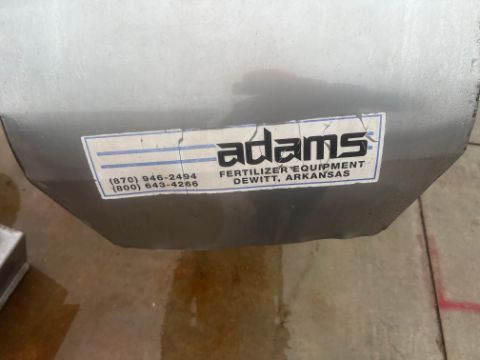 adams
FERTILIZER EQUIPMENT
DEWITT, ARKANSAS
(870) 946-2494
(800) 643-4266